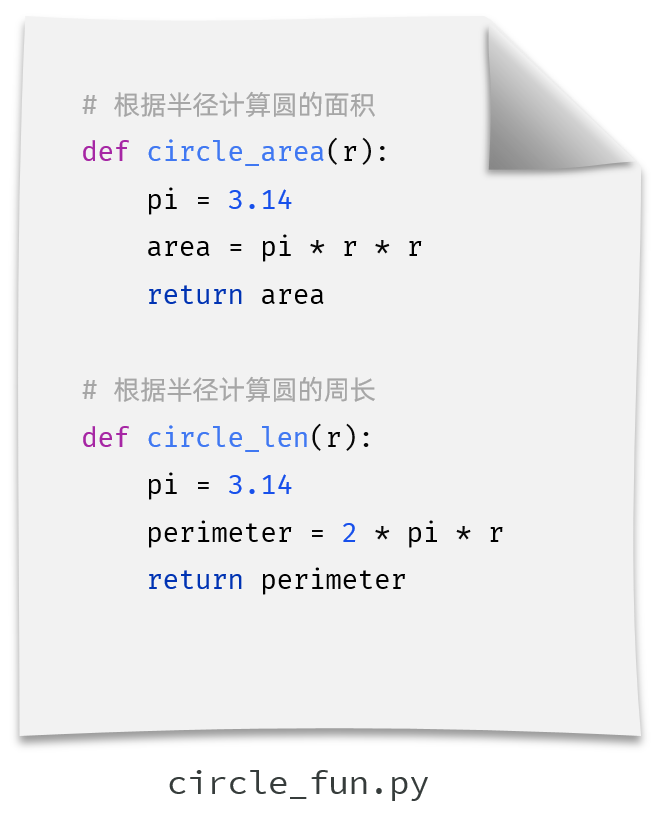 # 根据半径计算圆的面积
def circle_area(r):
    pi = 3.14
    area = pi * r * r
    return area
# 根据半径计算圆的周长
def circle_len(r):
    pi = 3.14
    perimeter = 2 * pi * r
    return perimeter
circle_fun.py